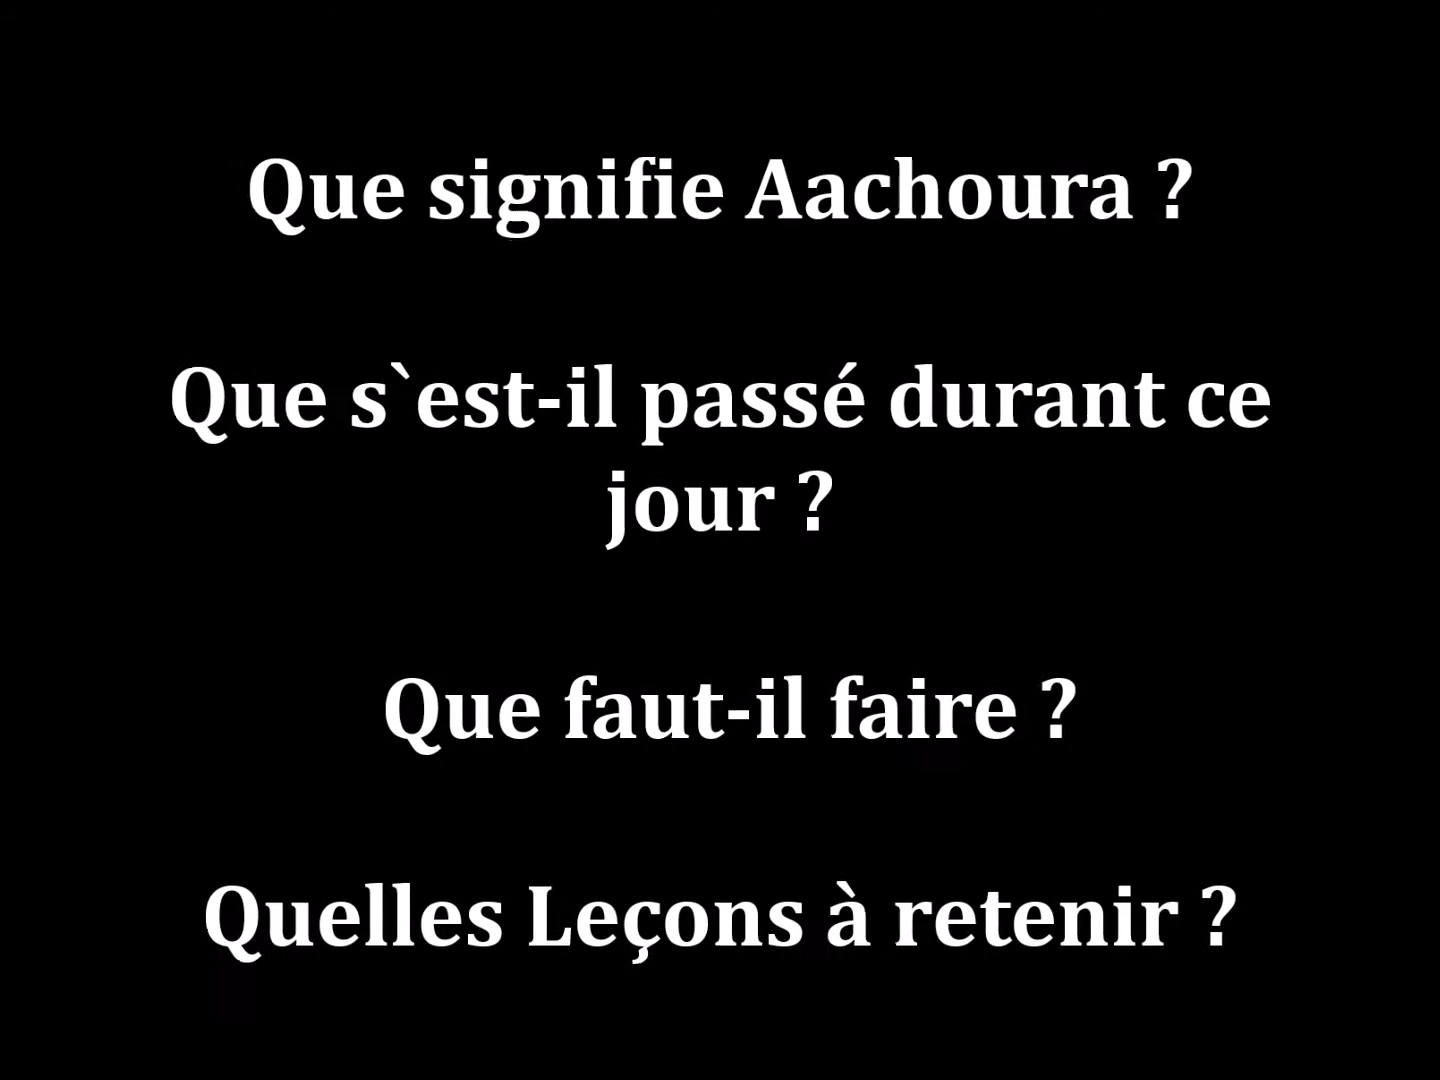 Que signifie Aachoura ?
Que s`est-il passé durant ce
jour ?
Que faut-il faire ?
Quelles Leçons à retenir ?